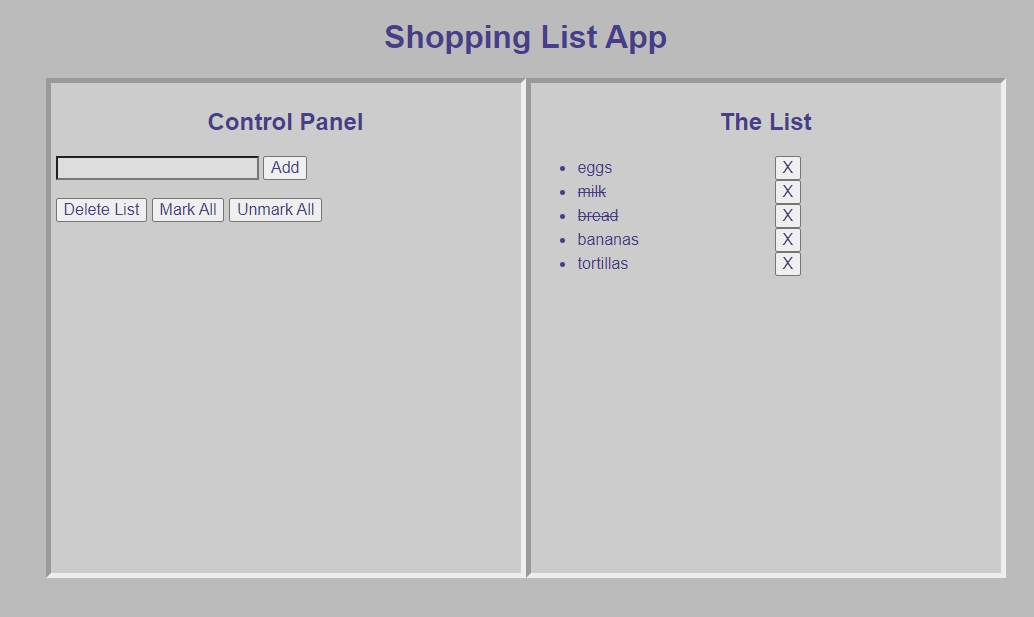 Shopping List App
Control Panel
Add
Delete List Mark All Unmark All
The List
eggs X
milk X
bread X
bananas X
tortillas X